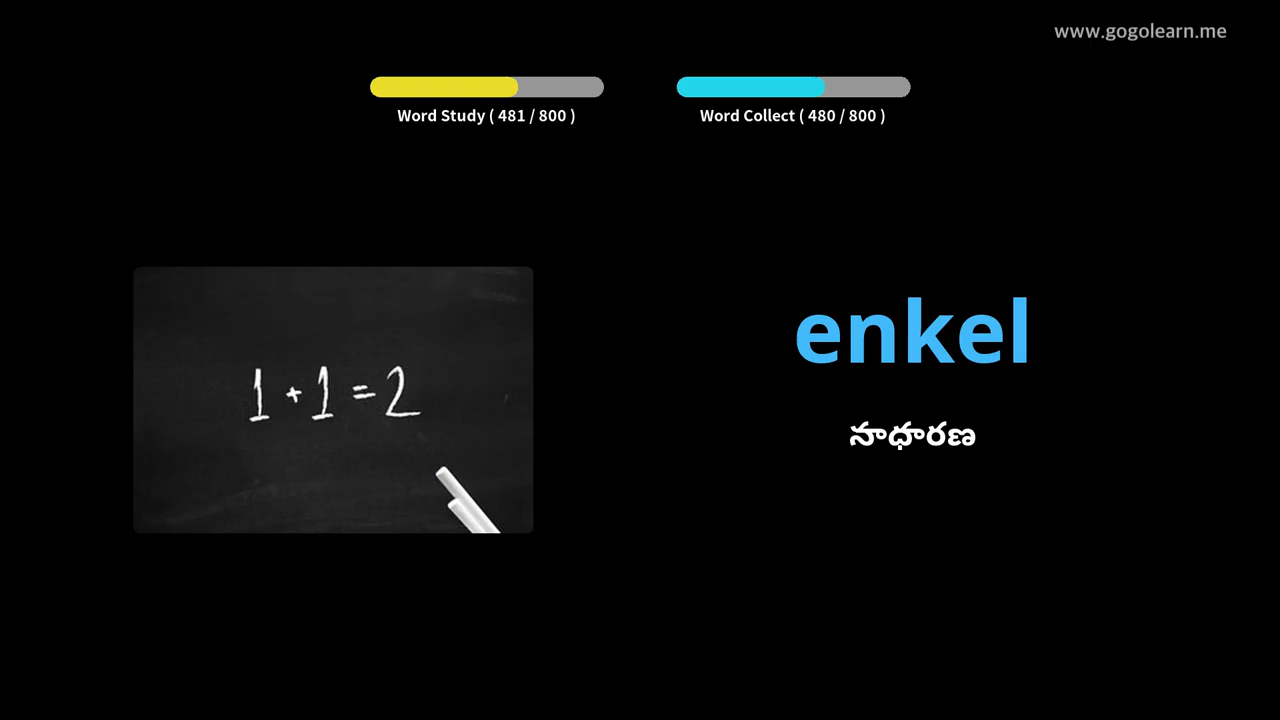 www.gogolearn.me
Word Study ( 481 / 800 )
Word Collect ( 480 / 800 )
1 + 1 = 2
enkel
సాధారణ